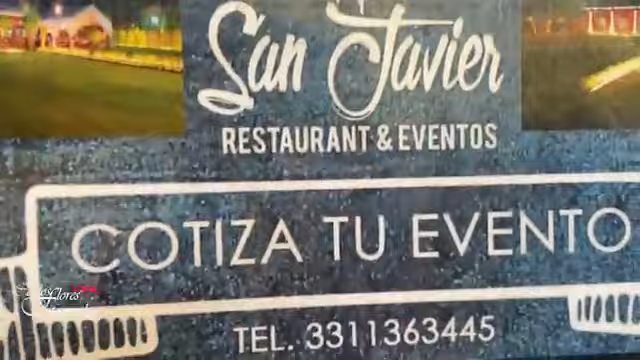 San Javier
RESTAURANT & EVENTOS
COTIZA TU EVENTO
TEL. 3311363445